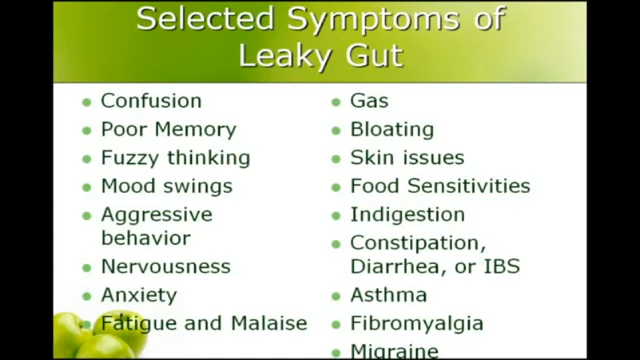 Selected Symptoms of
Leaky Gut
Confusion
Poor Memory
Fuzzy thinking
Mood swings
Aggressive
behavior
Nervousness
Anxiety
Fatigue and Malaise
Gas
Bloating
Skin issues
Food Sensitivities
Indigestion
Constipation,
Diarrhea, or IBS
Asthma
Fibromyalgia
Migraine